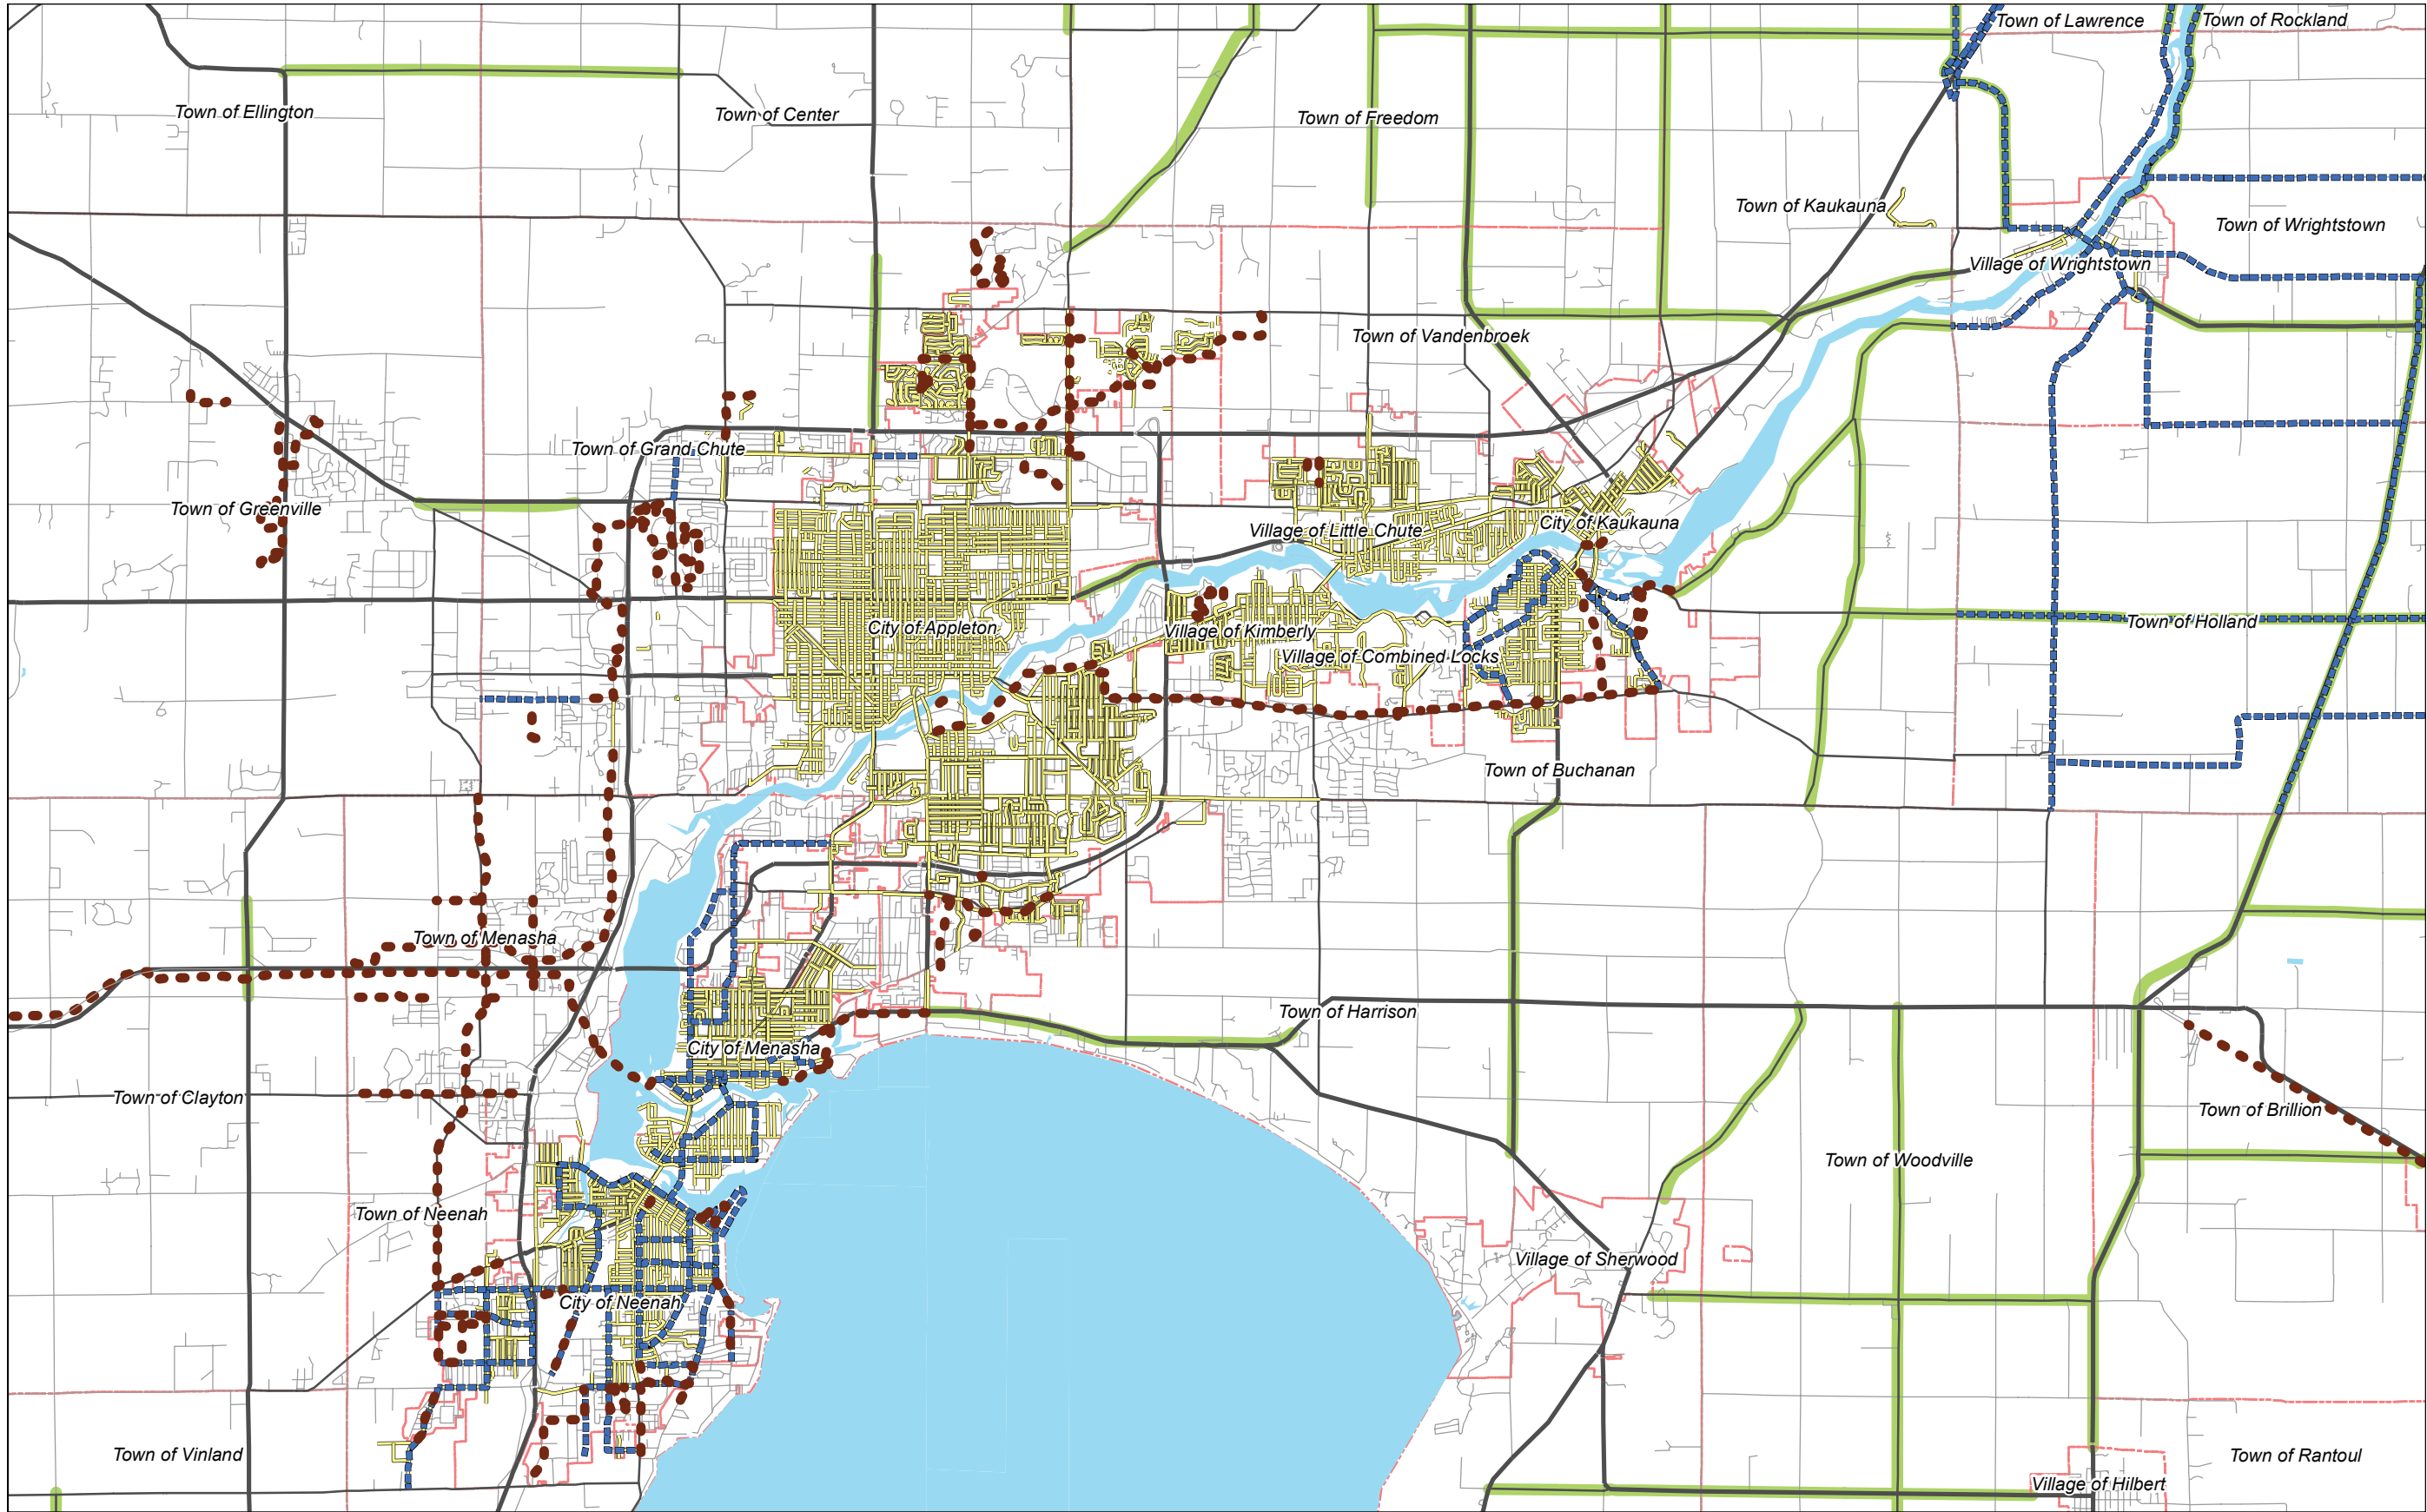 Town of Lawrence
Town of Rockland
Town of Ellington
Town of Center
Town of Freedom
Town of Kaukauna
Town of Wrightstown
Village of Wrightstown
Town of Vandenbroek
Town of Grand Chute
Town of Greenville
City of Kaukauna
Village of Little Chute
City of Appleton
Village of Kimberly
Town of Holland
Village of Combined Locks
Town of Buchanan
Town of Menasha
Town of Harrison
City of Menasha
Town of Clayton
Town of Brillion
Town of Woodville
Town of Neenah
Village of Sherwood
City of Neenah
Town of Vinland
Town of Rantoul
Village of Hilbert